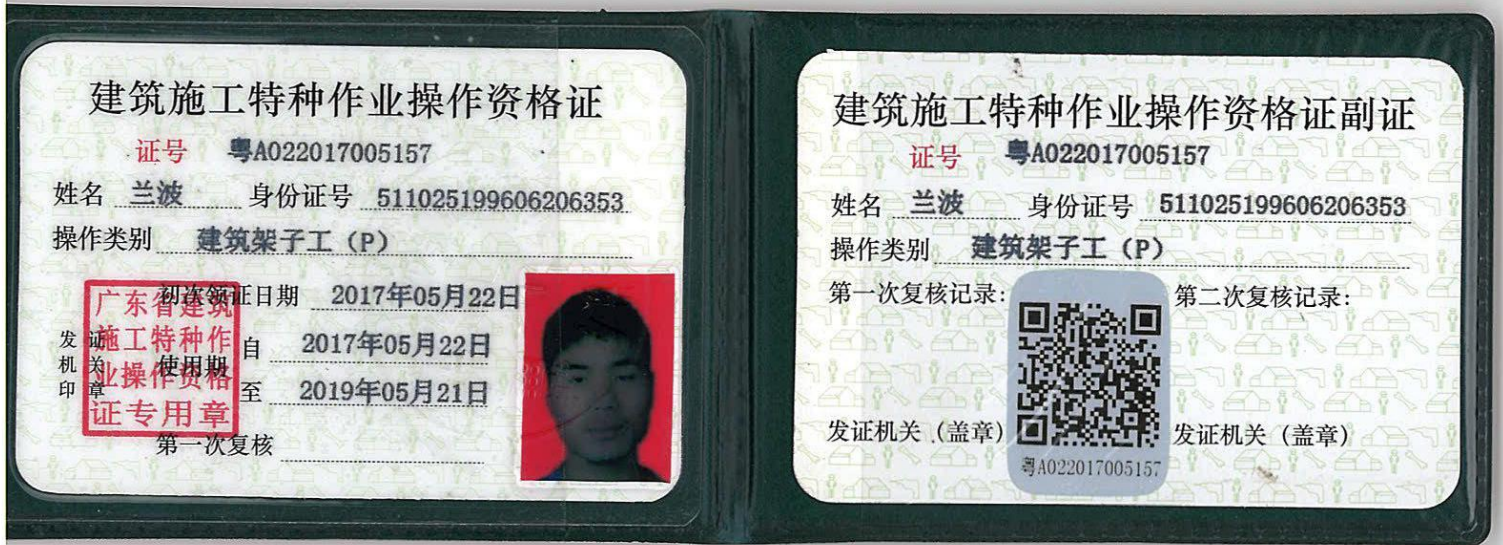 建筑施工特种作业操作资格证
证号 粤A022017005157
姓名 兰波 身份证号 511025199606206353
操作类别 建筑架子工（P）
初次领证日期 2017年05月22日
发证机关印章
广东省建筑
施工特种作
业操作资格
证专用章
使用期
自 2017年05月22日
至 2019年05月21日
第一次复核
建筑施工特种作业操作资格证副证
证号 粤A022017005157
姓名 兰波 身份证号 511025199606206353
操作类别 建筑架子工（P）
第一次复核记录： 第二次复核记录：
发证机关（盖章） 发证机关（盖章）
粤A022017005157